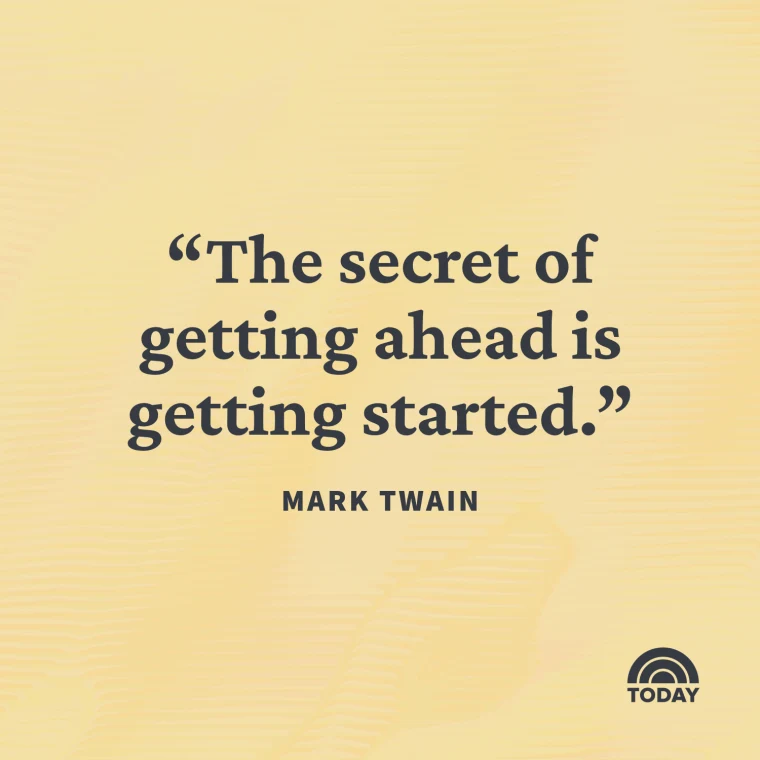 “The secret of
getting ahead is
getting started.”
MARK TWAIN
TODAY